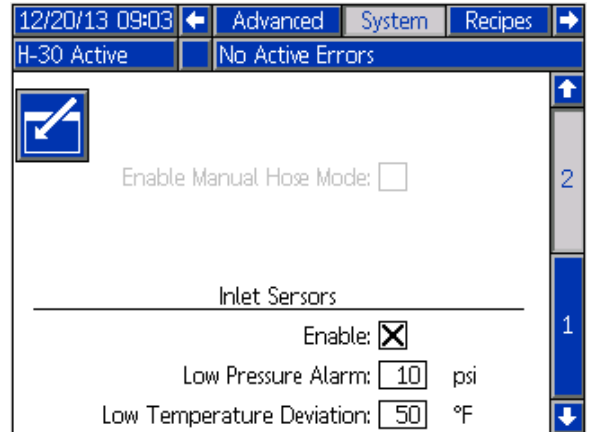 12/20/13 09:03 Advanced System Recipes
H-30 Active No Active Errors
Enable Manual Hose Mode:
2
Inlet Sensors
Enable:
1
Low Pressure Alarm: 10 psi
Low Temperature Deviation: 50 °F